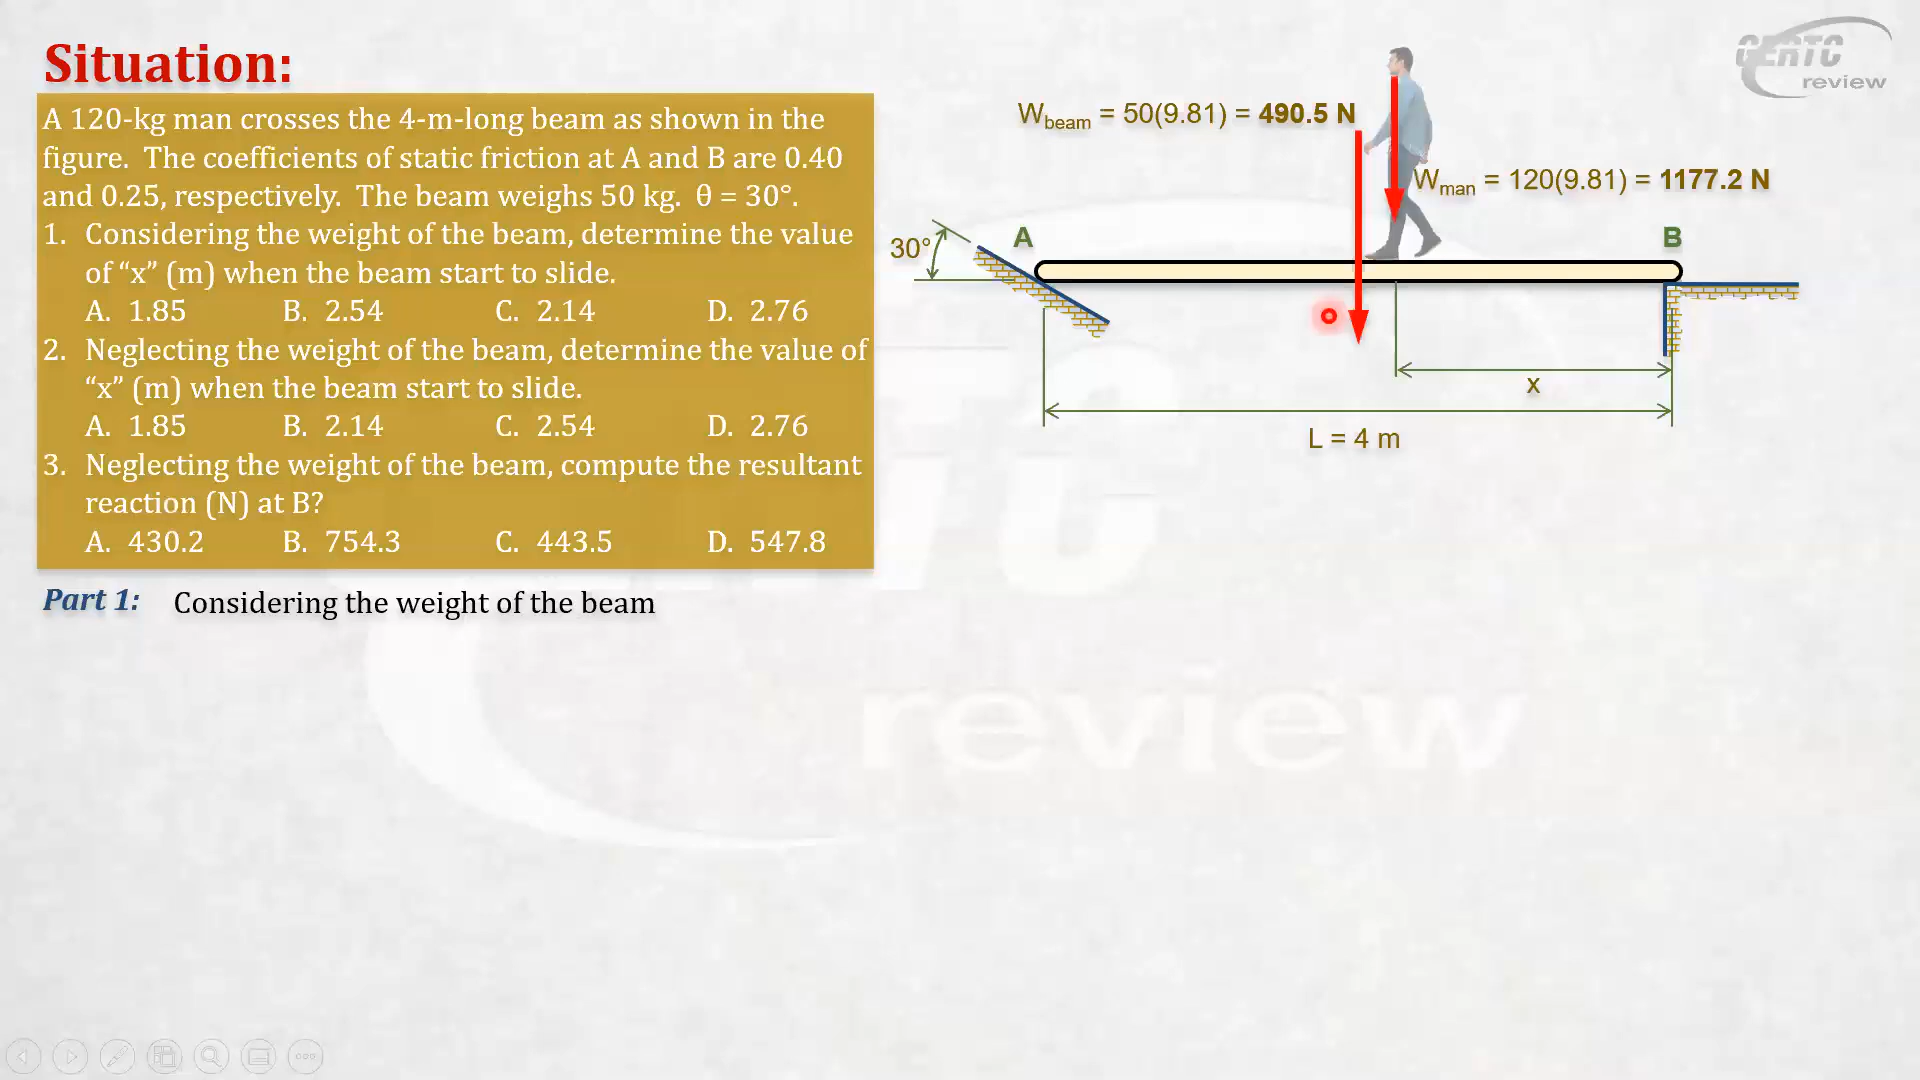 Situation:
A 120-kg man crosses the 4-m-long beam as shown in the
figure. The coefficients of static friction at A and B are 0.40
and 0.25, respectively. The beam weighs 50 kg. θ = 30°.
1. Considering the weight of the beam, determine the value
of “x” (m) when the beam start to slide.
A. 1.85 B. 2.54 C. 2.14 D. 2.76
2. Neglecting the weight of the beam, determine the value of
“x” (m) when the beam start to slide.
A. 1.85 B. 2.14 C. 2.54 D. 2.76
3. Neglecting the weight of the beam, compute the resultant
reaction (N) at B?
A. 430.2 B. 754.3 C. 443.5 D. 547.8
Part 1: Considering the weight of the beam
CERTC
review
Wbeam = 50(9.81) = 490.5 N
Wman = 120(9.81) = 1177.2 N
30°
A
B
x
L = 4 m
review